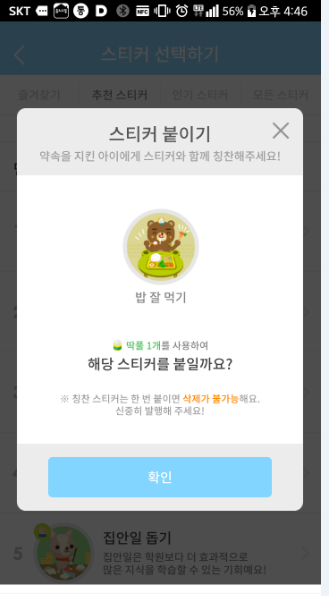 SKT 56% 오후 4:46
스티커 선택하기
즐겨찾기 추천 스티커 인기 스티커 모든 스티커
스티커 붙이기
약속을 지킨 아이에게 스티커와 함께 칭찬해주세요!
밥 잘 먹기
딱풀 1개를 사용하여
해당 스티커를 붙일까요?
※ 칭찬 스티커는 한 번 붙이면 삭제가 불가능해요.
신중히 발행해 주세요!
확인
5
집안일 돕기
집안일은 학원보다 더 효과적으로
많은 지식을 학습할 수 있는 기회예요!